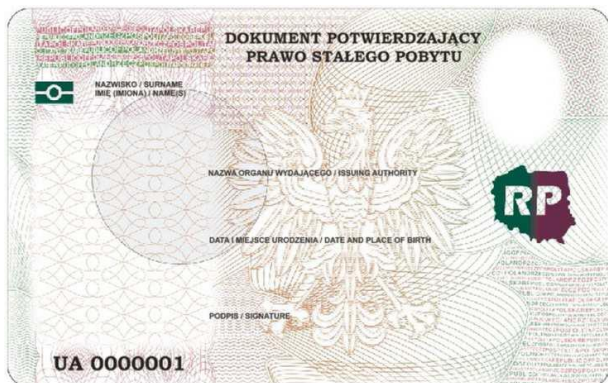 DOKUMENT POTWIERDZAJĄCY
PRAWO STAŁEGO POBYTU
NAZWISKO / SURNAME
IMIĘ (IMIONA) / NAME(S)
NAZWA ORGANU WYDAJĄCEGO / ISSUING AUTHORITY
RP
DATA I MIEJSCE URODZENIA / DATE AND PLACE OF BIRTH
PODPIS / SIGNATURE
UA 0000001